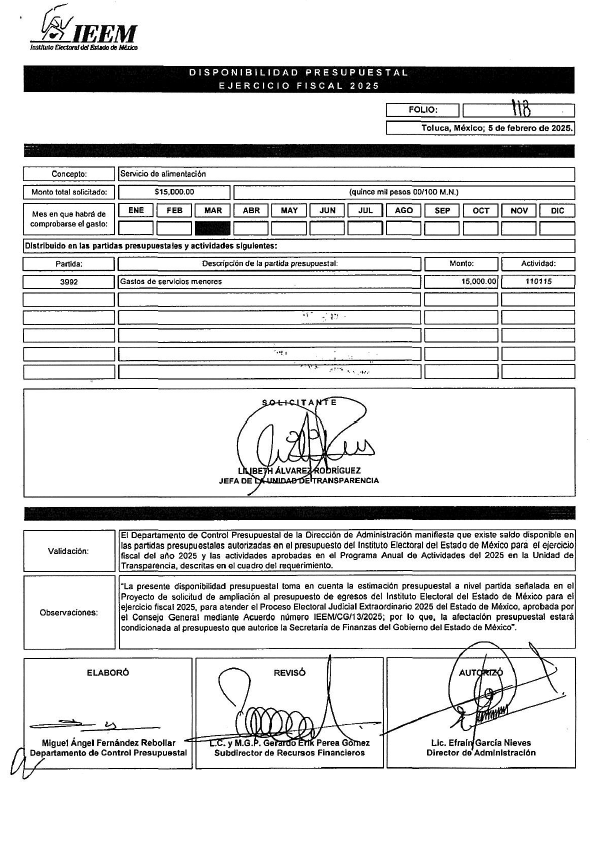 IEEM
Instituto Electoral del Estado de México
DISPONIBILIDAD PRESUPUESTAL
EJERCICIO FISCAL 2025
FOLIO: 118
Toluca, México; 5 de febrero de 2025.
Concepto: Servicio de alimentación
Monto total solicitado: $15,000.00 (quince mil pesos 00/100 M.N.)
Mes en que habrá de comprobarse el gasto: ENE FEB MAR ABR MAY JUN JUL AGO SEP OCT NOV DIC
Distribuido en las partidas presupuestales y actividades siguientes:
Partida: Descripción de la partida presupuestal: Monto: Actividad:
3992 Gastos de servicios menores 15,000.00 110115
SOLICITANTE
LILIBETH ÁLVAREZ RODRÍGUEZ
JEFA DE LA UNIDAD DE TRANSPARENCIA
Validación:
El Departamento de Control Presupuestal de la Dirección de Administración manifiesta que existe saldo disponible en
las partidas presupuestales autorizadas en el presupuesto del Instituto Electoral del Estado de México para el ejercicio
fiscal del año 2025 y las actividades aprobadas en el Programa Anual de Actividades del 2025 en la Unidad de
Transparencia, descritas en el cuadro del requerimiento.
Observaciones:
"La presente disponibilidad presupuestal toma en cuenta la estimación presupuestal a nivel partida señalada en el
Proyecto de solicitud de ampliación al presupuesto de egresos del Instituto Electoral del Estado de México para el
ejercicio fiscal 2025, para atender el Proceso Electoral Judicial Extraordinario 2025 del Estado de México, aprobada por
el Consejo General mediante Acuerdo número IEEM/CG/13/2025; por lo que, la afectación presupuestal estará
condicionada al presupuesto que autorice la Secretaría de Finanzas del Gobierno del Estado de México".
ELABORÓ
Miguel Ángel Fernández Rebollar
Departamento de Control Presupuestal
REVISÓ
L.C. y M.G.P. Gerardo Erik Perea Gómez
Subdirector de Recursos Financieros
AUTORIZÓ
Lic. Efraín García Nieves
Director de Administración